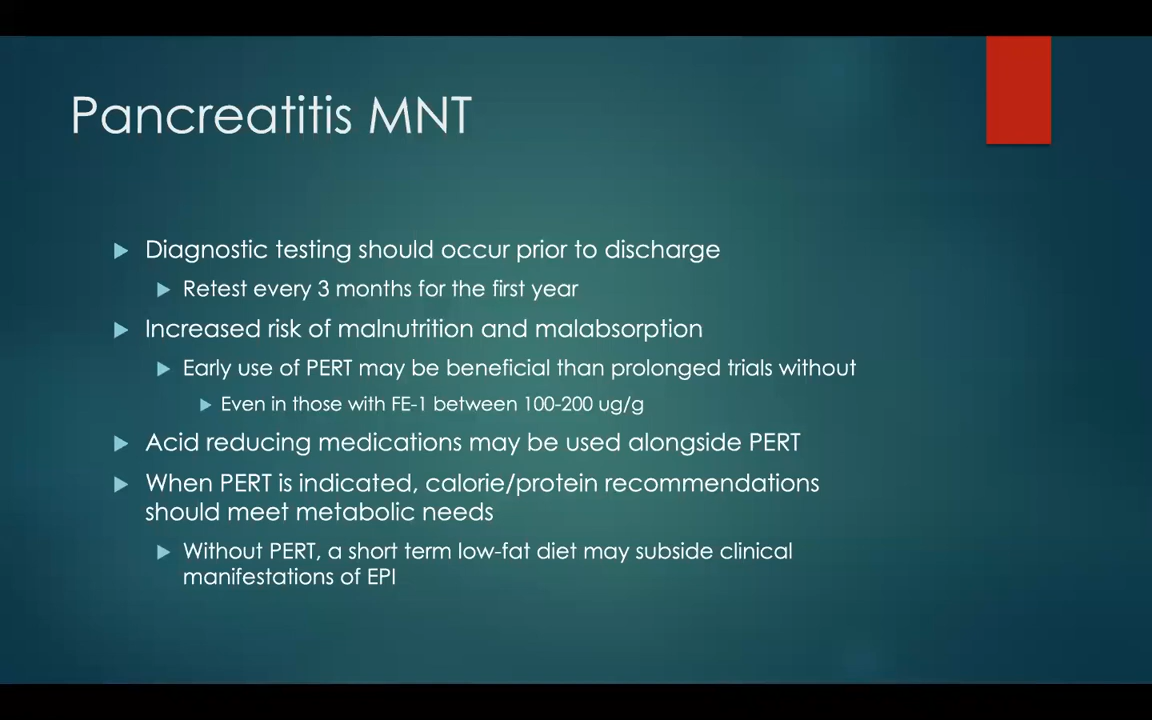 Pancreatitis MNT
Diagnostic testing should occur prior to discharge
Retest every 3 months for the first year
Increased risk of malnutrition and malabsorption
Early use of PERT may be beneficial than prolonged trials without
Even in those with FE-1 between 100-200 ug/g
Acid reducing medications may be used alongside PERT
When PERT is indicated, calorie/protein recommendations
should meet metabolic needs
Without PERT, a short term low-fat diet may subside clinical
manifestations of EPI